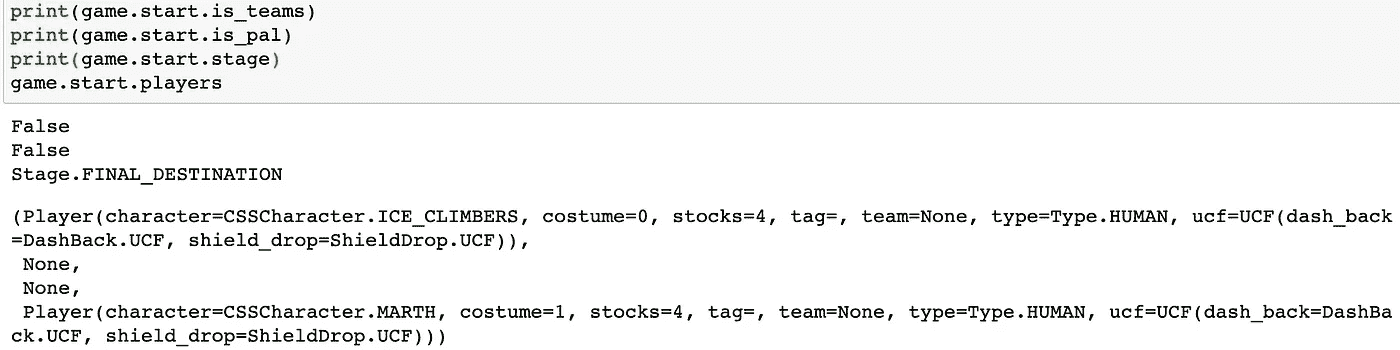 print(game.start.is_teams)
print(game.start.is_pal)
print(game.start.stage)
game.start.players
False
False
Stage.FINAL_DESTINATION
(Player(character=CSSCharacter.ICE_CLIMBERS, costume=0, stocks=4, tag=, team=None, type=Type.HUMAN, ucf=UCF(dash_back
=DashBack.UCF, shield_drop=ShieldDrop.UCF)),
 None,
 None,
 Player(character=CSSCharacter.MARTH, costume=1, stocks=4, tag=, team=None, type=Type.HUMAN, ucf=UCF(dash_back=DashBa
ck.UCF, shield_drop=ShieldDrop.UCF)))